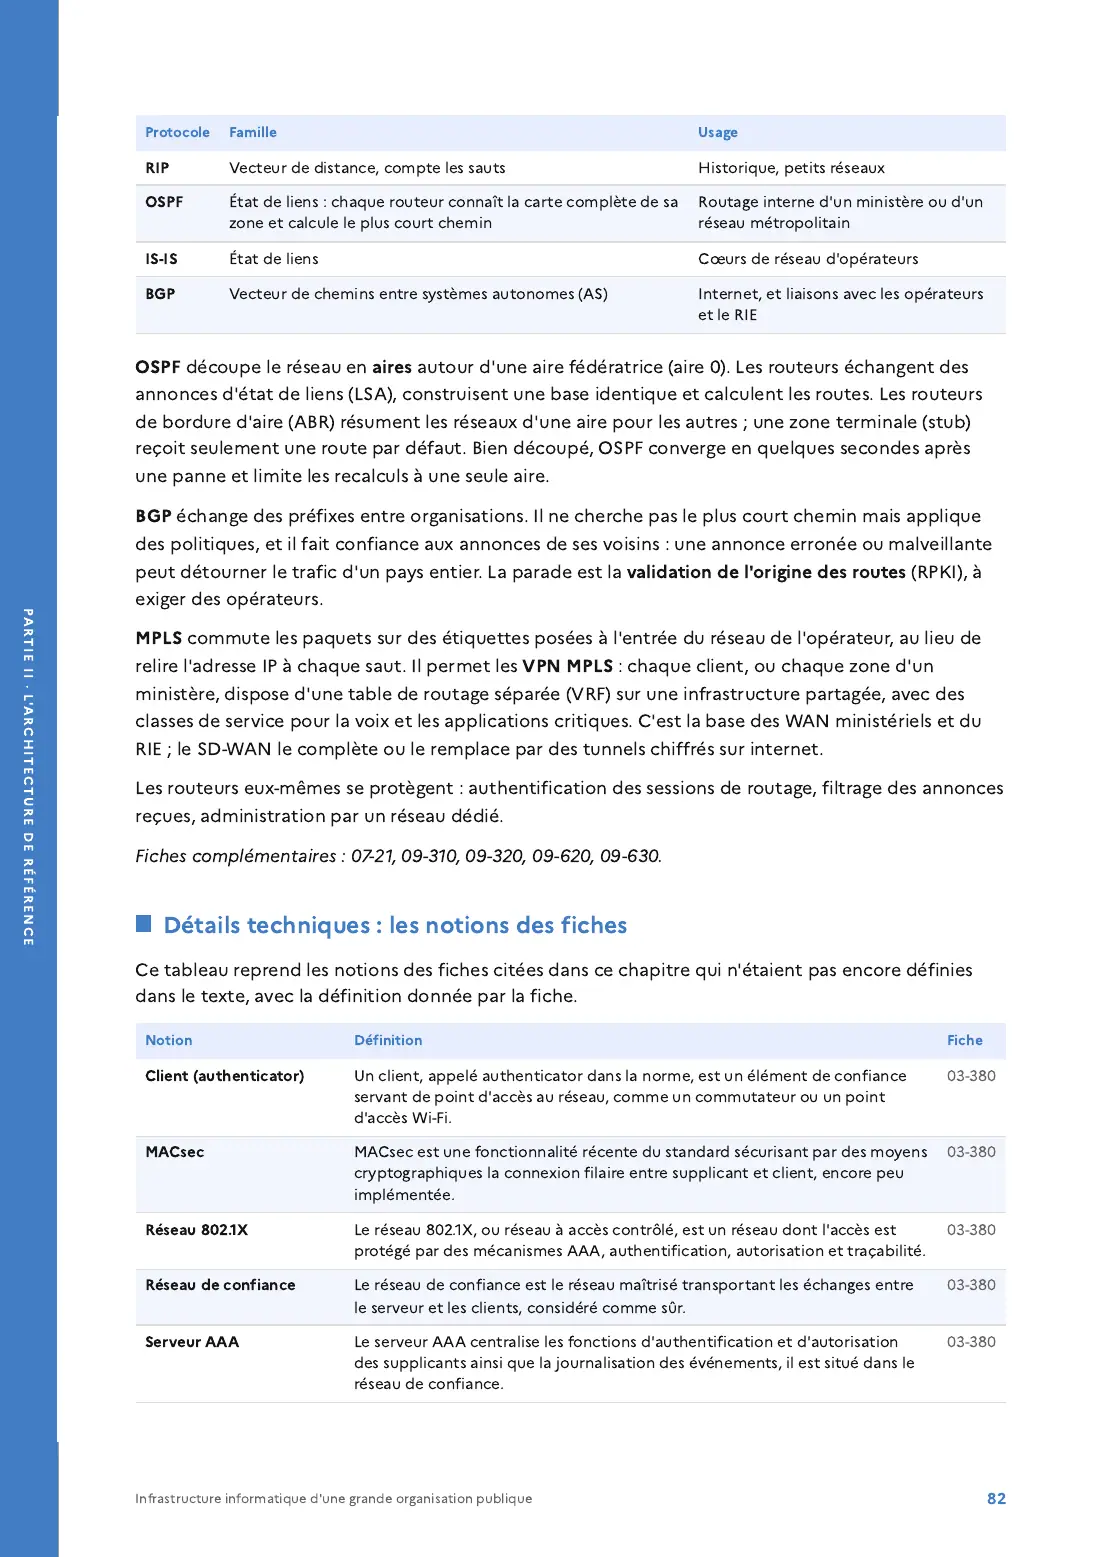 Protocole Famille Usage
RIP Vecteur de distance, compte les sauts Historique, petits réseaux
OSPF État de liens : chaque routeur connaît la carte complète de sa Routage interne d'un ministère ou d'un
zone et calcule le plus court chemin réseau métropolitain
IS-IS État de liens Cœurs de réseau d'opérateurs
BGP Vecteur de chemins entre systèmes autonomes (AS) Internet, et liaisons avec les opérateurs
et le RIE
OSPF découpe le réseau en aires autour d'une aire fédératrice (aire 0). Les routeurs échangent des
annonces d'état de liens (LSA), construisent une base identique et calculent les routes. Les routeurs
de bordure d'aire (ABR) résument les réseaux d'une aire pour les autres ; une zone terminale (stub)
reçoit seulement une route par défaut. Bien découpé, OSPF converge en quelques secondes après
une panne et limite les recalculs à une seule aire.
BGP échange des préfixes entre organisations. Il ne cherche pas le plus court chemin mais applique
des politiques, et il fait confiance aux annonces de ses voisins : une annonce erronée ou malveillante
peut détourner le trafic d'un pays entier. La parade est la validation de l'origine des routes (RPKI), à
exiger des opérateurs.
MPLS commute les paquets sur des étiquettes posées à l'entrée du réseau de l'opérateur, au lieu de
relire l'adresse IP à chaque saut. Il permet les VPN MPLS : chaque client, ou chaque zone d'un
ministère, dispose d'une table de routage séparée (VRF) sur une infrastructure partagée, avec des
classes de service pour la voix et les applications critiques. C'est la base des WAN ministériels et du
RIE ; le SD-WAN le complète ou le remplace par des tunnels chiffrés sur internet.
Les routeurs eux-mêmes se protègent : authentification des sessions de routage, filtrage des annonces
reçues, administration par un réseau dédié.
Fiches complémentaires : 07-21, 09-310, 09-320, 09-620, 09-630.
Détails techniques : les notions des fiches
Ce tableau reprend les notions des fiches citées dans ce chapitre qui n'étaient pas encore définies
dans le texte, avec la définition donnée par la fiche.
Notion Définition Fiche
Client (authenticator) Un client, appelé authenticator dans la norme, est un élément de confiance 03-380
servant de point d'accès au réseau, comme un commutateur ou un point
d'accès Wi-Fi.
MACsec MACsec est une fonctionnalité récente du standard sécurisant par des moyens 03-380
cryptographiques la connexion filaire entre supplicant et client, encore peu
implémentée.
Réseau 802.1X Le réseau 802.1X, ou réseau à accès contrôlé, est un réseau dont l'accès est 03-380
protégé par des mécanismes AAA, authentification, autorisation et traçabilité.
Réseau de confiance Le réseau de confiance est le réseau maîtrisé transportant les échanges entre 03-380
le serveur et les clients, considéré comme sûr.
Serveur AAA Le serveur AAA centralise les fonctions d'authentification et d'autorisation 03-380
des supplicants ainsi que la journalisation des événements, il est situé dans le
réseau de confiance.
PARTIE II · L'ARCHITECTURE DE RÉFÉRENCE
Infrastructure informatique d'une grande organisation publique 82